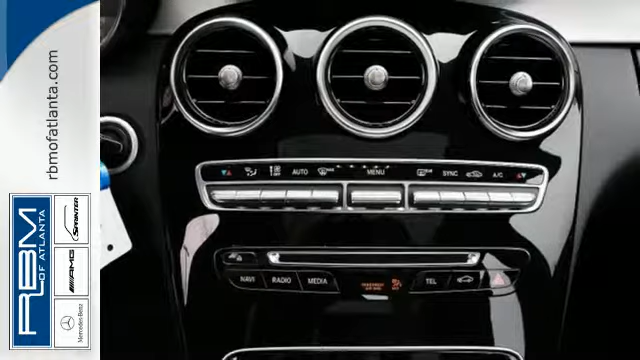 rbmofatlanta.com
RBM
OF ATLANTA
SPRINTER
AMG
Mercedes-Benz
AUTO MENU SYNC A/C
NAVI RADIO MEDIA TEL